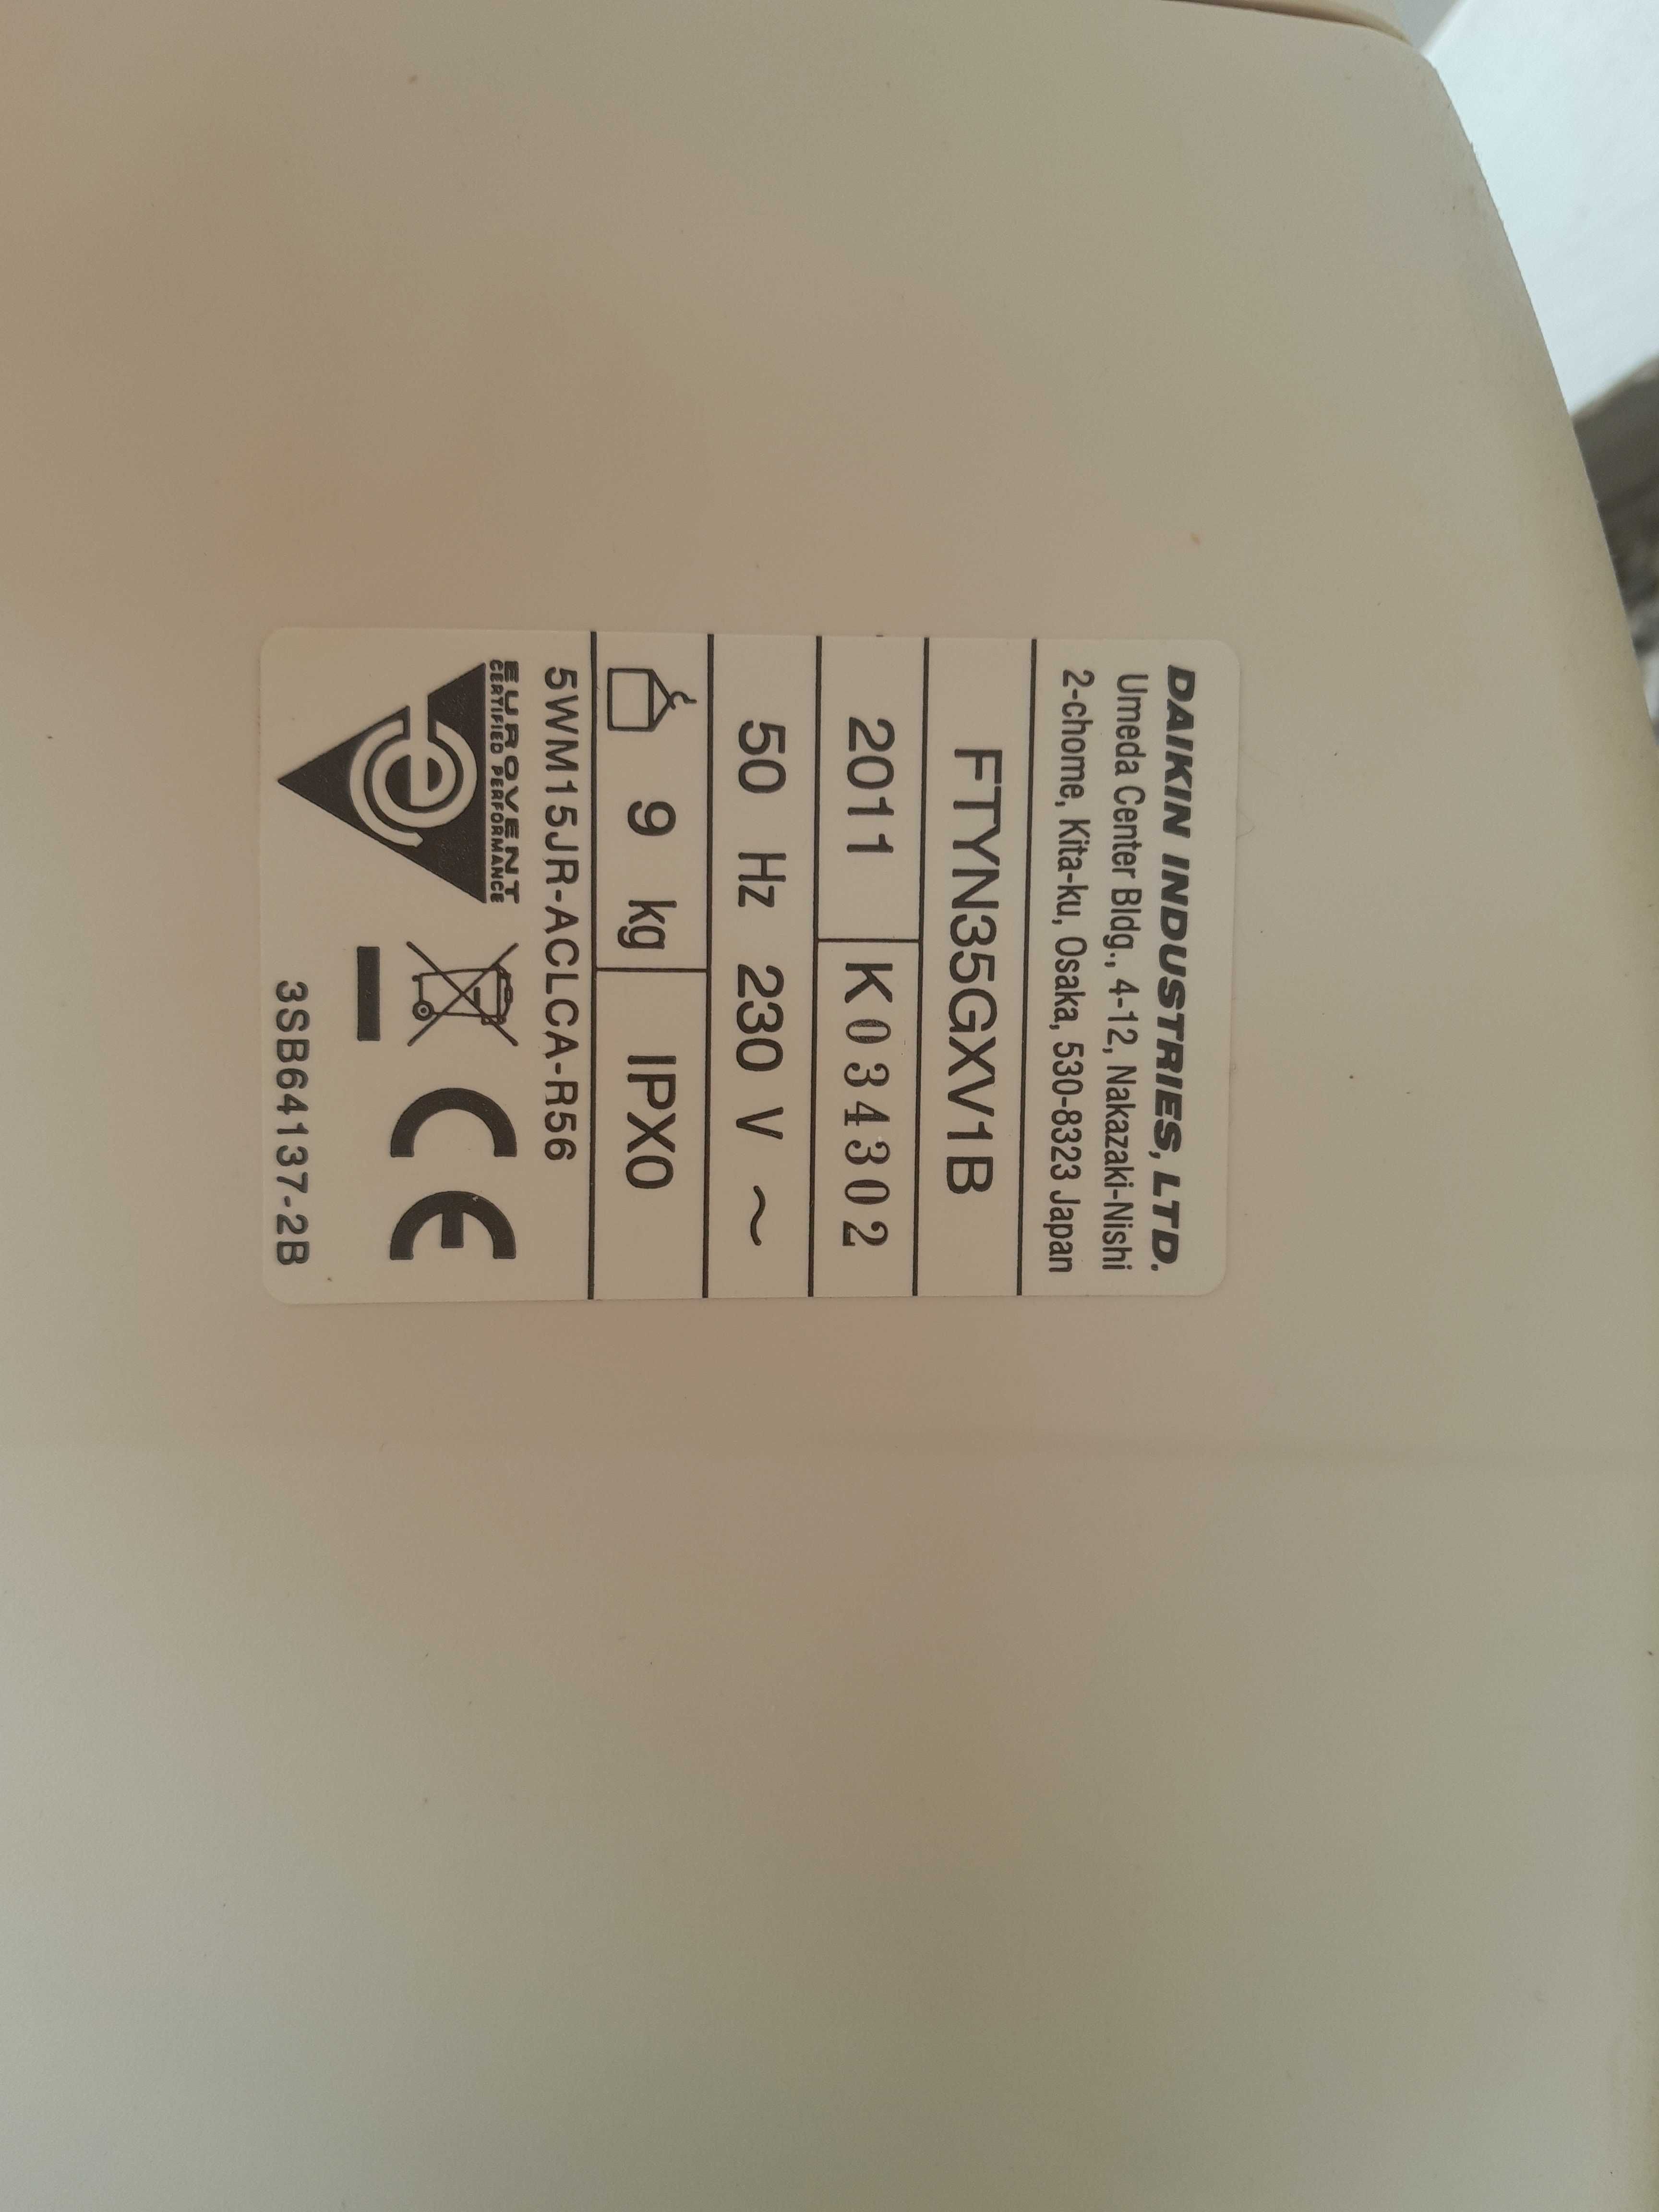 DAIKIN INDUSTRIES, LTD.
Umeda Center Bldg., 4-12, Nakazaki-Nishi
2-chome, Kita-ku, Osaka, 530-8323 Japan
FTYN35GXV1B
2011 K034302
50 Hz 230 V ~
9 kg IPX0
5WM15JR-ACLCA-R56
EUROVENT
CERTIFIED PERFORMANCE
CE
3SB64137-2B